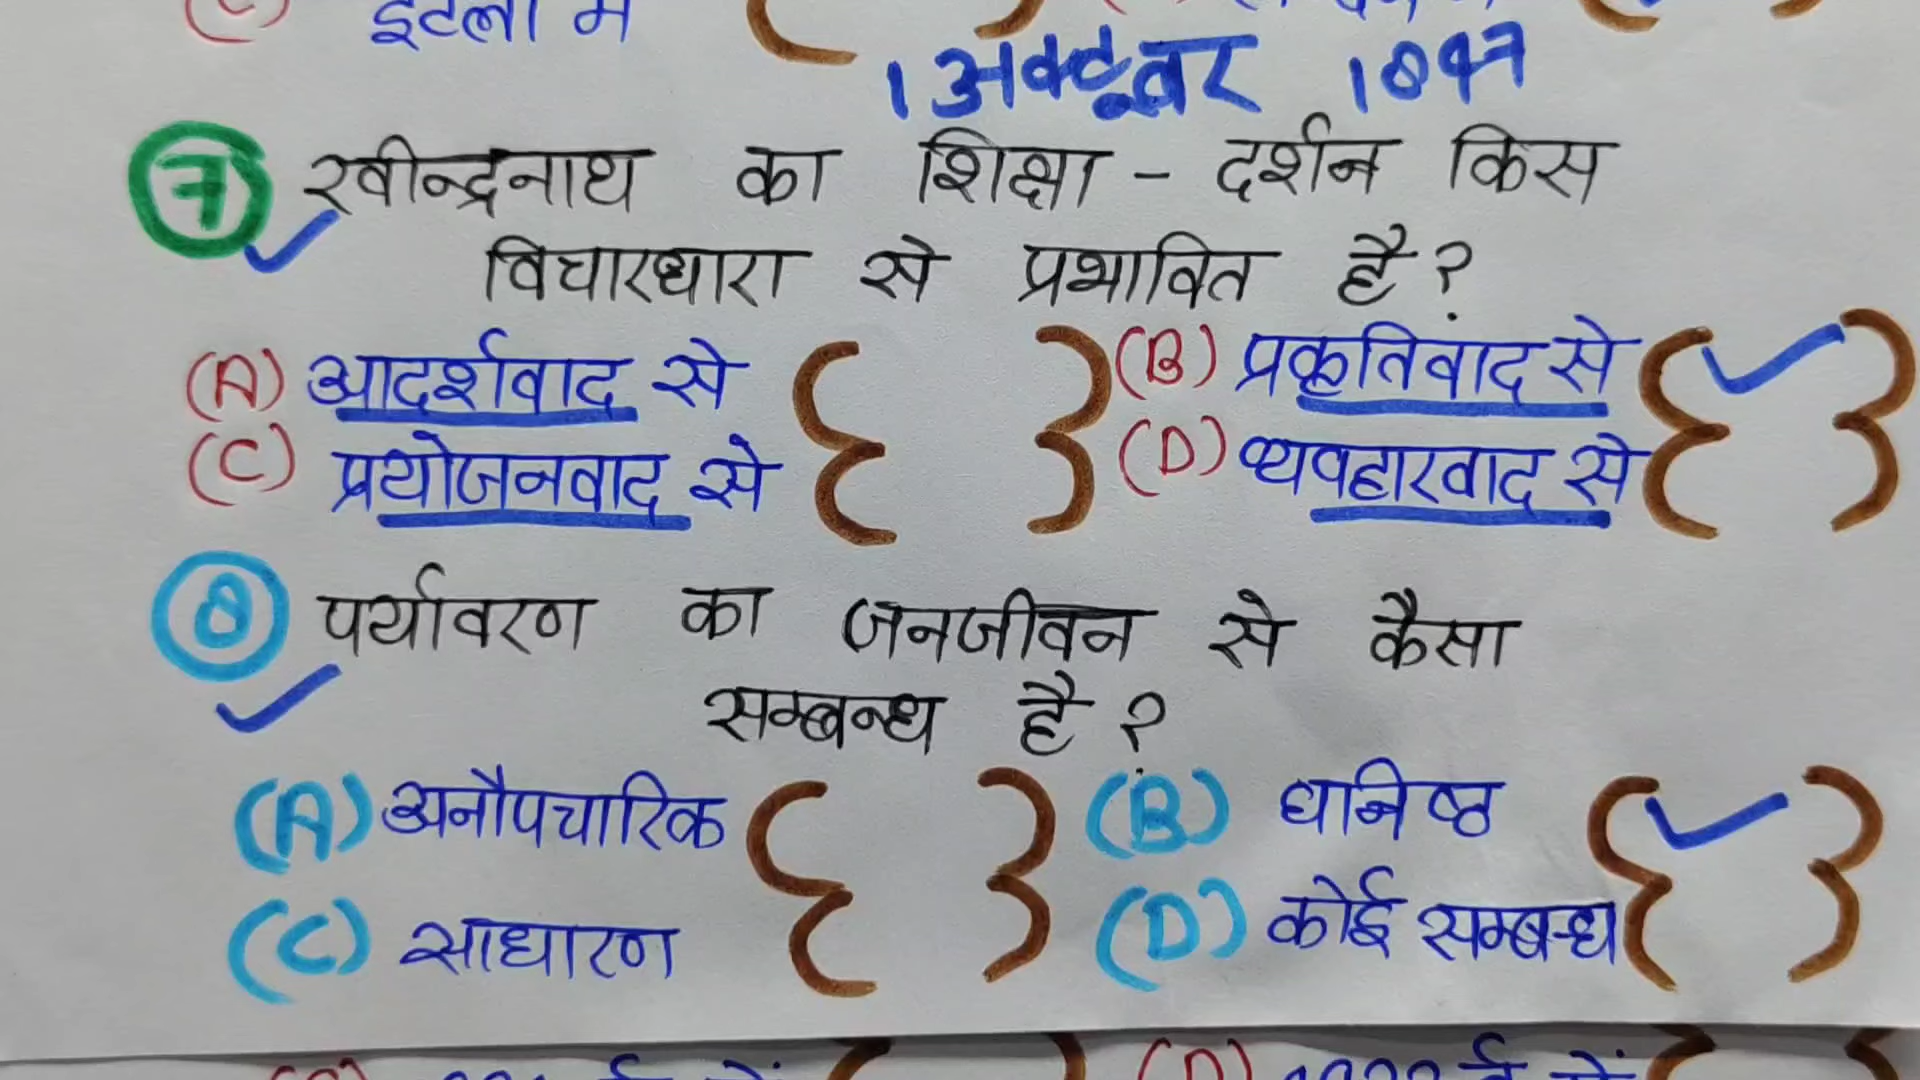 (C) इटली में
1 अक्टूबर 1847
7 रवीन्द्रनाथ का शिक्षा - दर्शन किस
विचारधारा से प्रभावित है ?
(A) आदर्शवाद से (B) प्रकृतिवाद से
(C) प्रयोजनवाद से (D) व्यवहारवाद से
8 पर्यावरण का जनजीवन से कैसा
सम्बन्ध है ?
(A) अनौपचारिक (B) घनिष्ठ
(C) साधारण (D) कोई सम्बन्ध
(D)